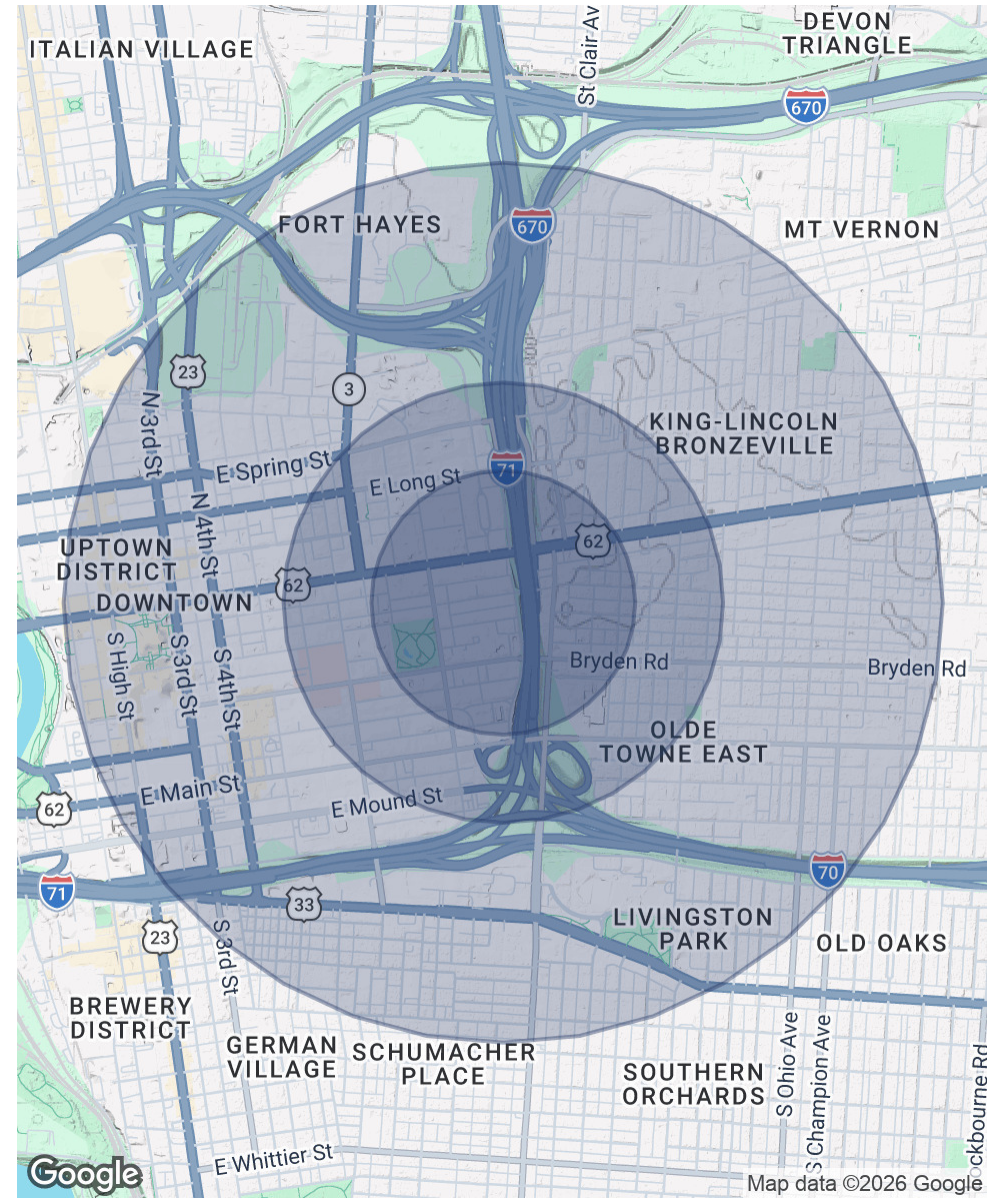 ITALIAN VILLAGE
St Clair Av
DEVON
TRIANGLE
670
FORT HAYES
670
MT VERNON
23
3
N 3rd St
KING-LINCOLN
BRONZEVILLE
E Spring St
71
E Long St
N 4th St
62
UPTOWN
DISTRICT
62
DOWNTOWN
S High St
S 3rd St
S 4th St
Bryden Rd
Bryden Rd
OLDE
TOWNE EAST
E Main St
62
E Mound St
71
70
33
LIVINGSTON
PARK
23
S 3rd St
OLD OAKS
BREWERY
DISTRICT
GERMAN
VILLAGE
SCHUMACHER
PLACE
SOUTHERN
ORCHARDS
S Ohio Ave
S Champion Ave
ockbourne Rd
E Whittier St
Google
Map data ©2026 Google